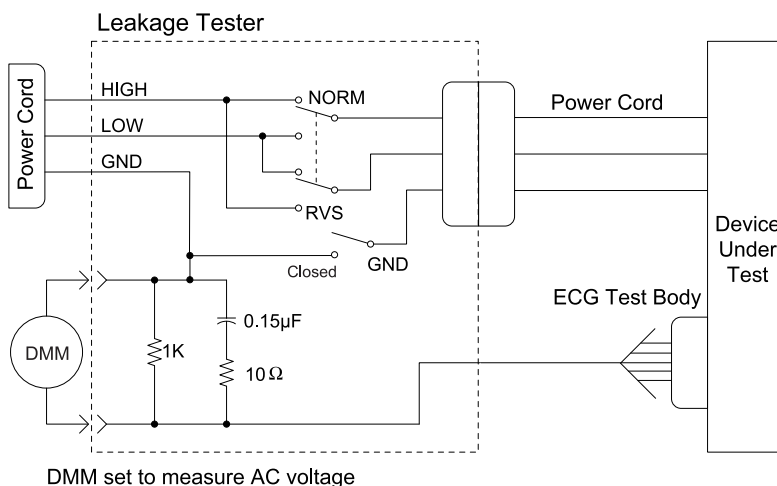 Leakage Tester
Power Cord
HIGH
LOW
GND
NORM
RVS
Closed
GND
Power Cord
Device
Under
Test
ECG Test Body
DMM
1K
0.15µF
10Ω
DMM set to measure AC voltage